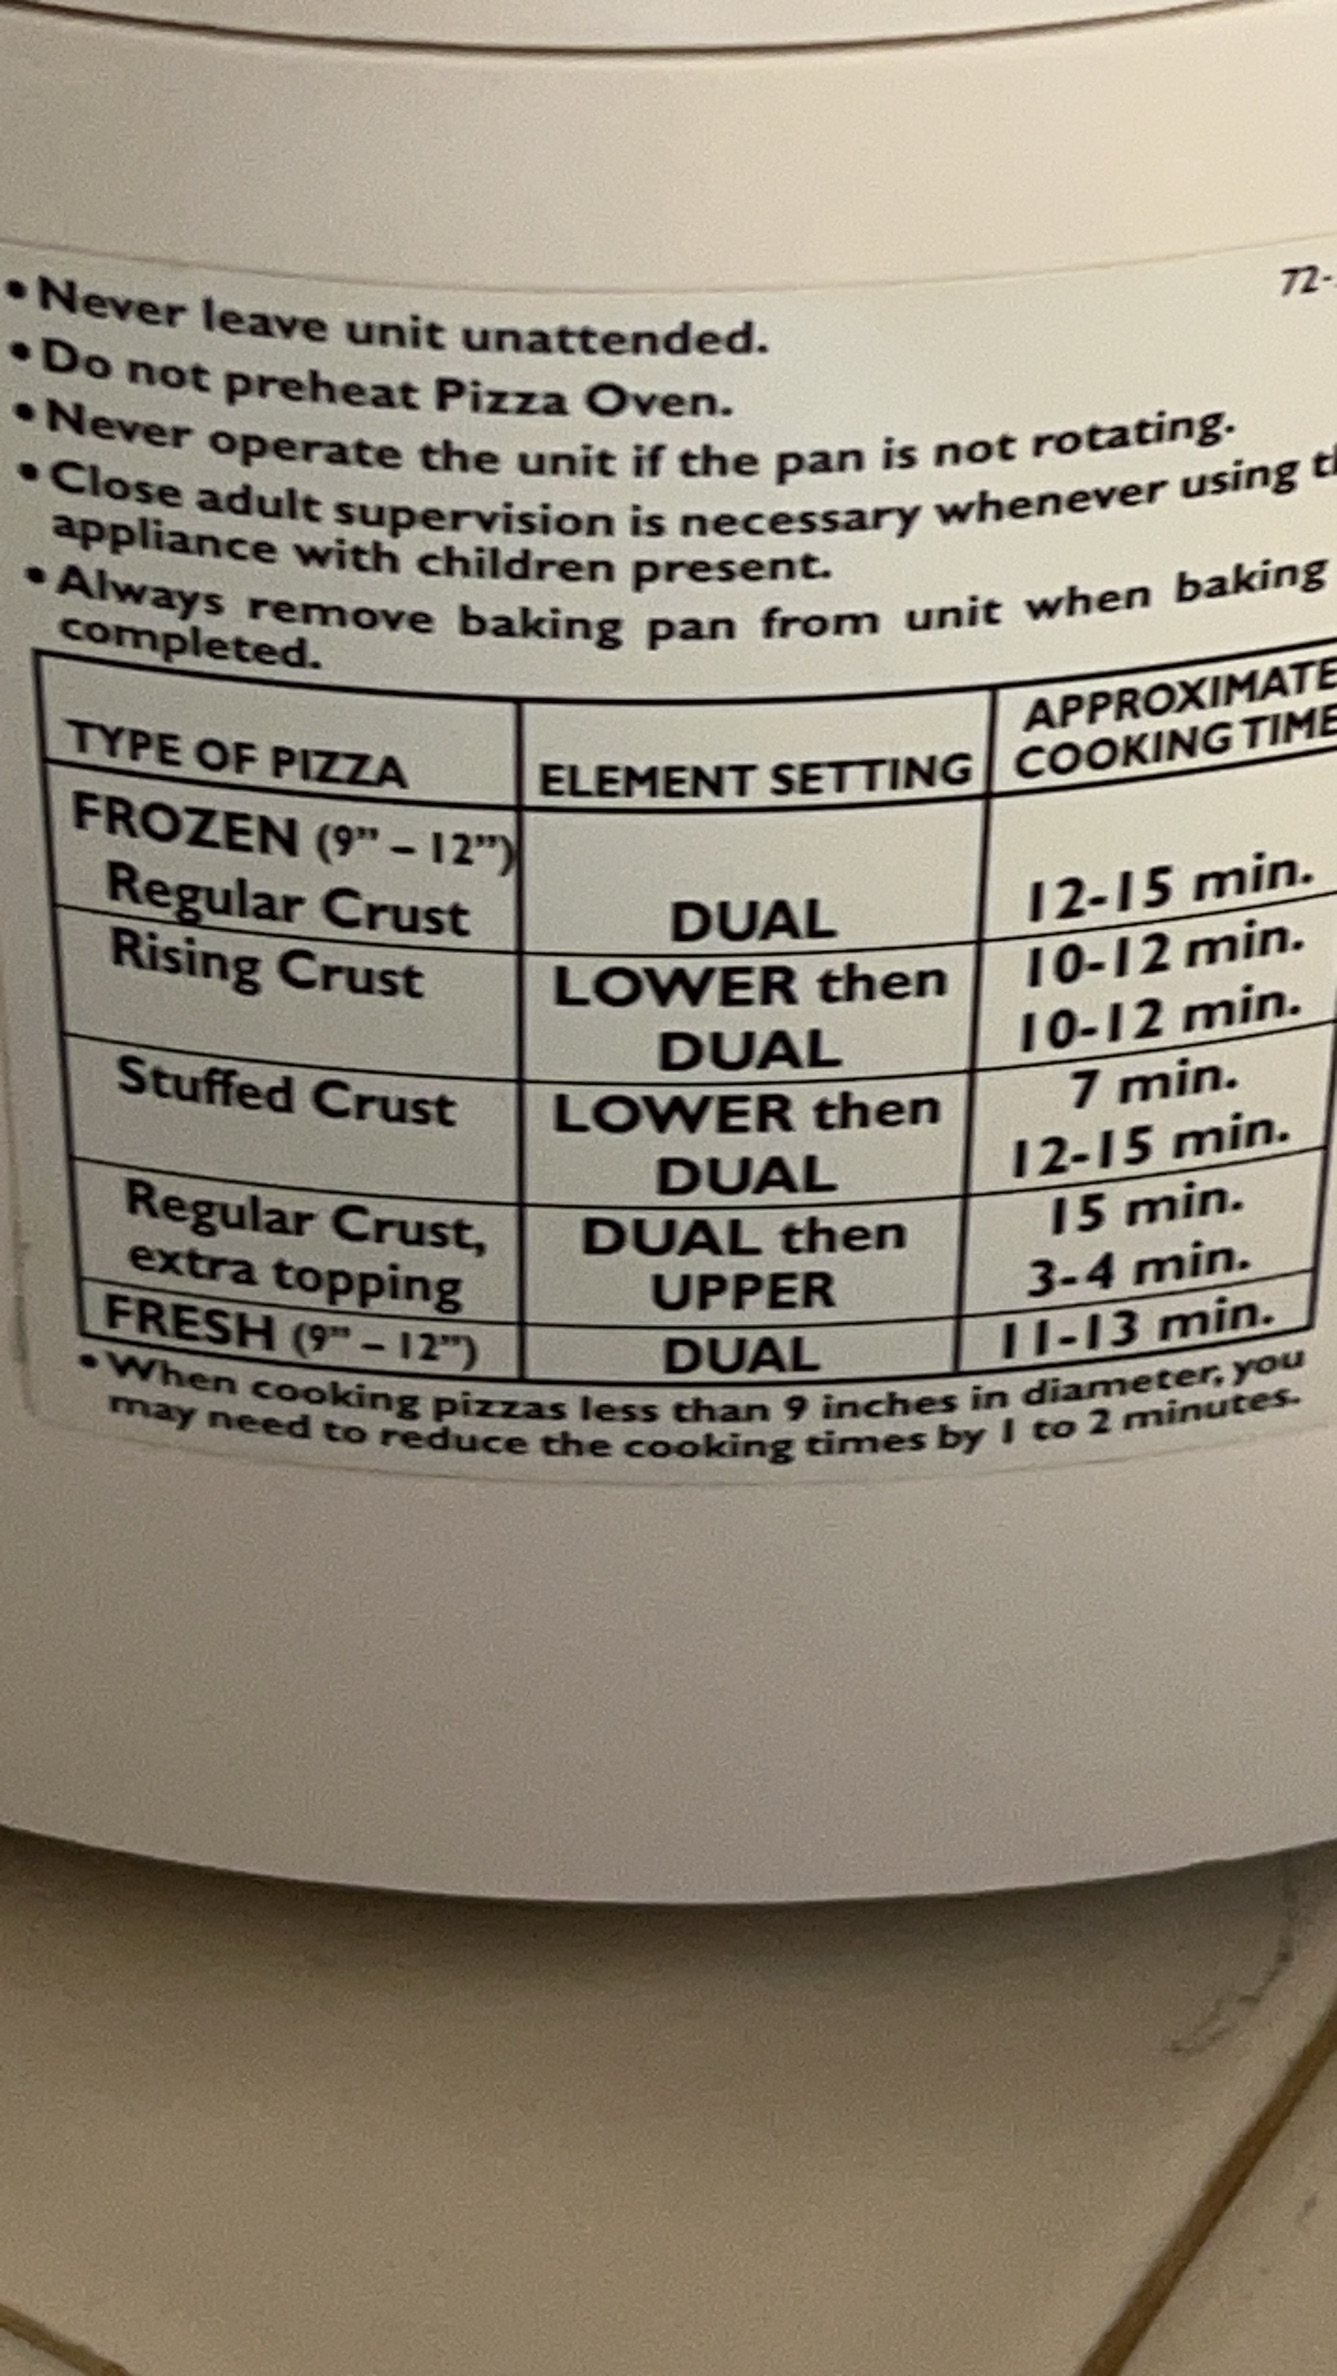 72-
• Never leave unit unattended.
• Do not preheat Pizza Oven.
• Never operate the unit if the pan is not rotating.
• Close adult supervision is necessary whenever using
appliance with children present.
• Always remove baking pan from unit when baking
completed.
TYPE OF PIZZA ELEMENT SETTING APPROXIMATE COOKING TIME
FROZEN (9” – 12”)
Regular Crust DUAL 12-15 min.
Rising Crust LOWER then 10-12 min.
DUAL 10-12 min.
Stuffed Crust LOWER then 7 min.
DUAL 12-15 min.
Regular Crust, DUAL then 15 min.
extra topping UPPER 3-4 min.
FRESH (9” – 12”) DUAL 11-13 min.
• When cooking pizzas less than 9 inches in diameter, you
may need to reduce the cooking times by 1 to 2 minutes.